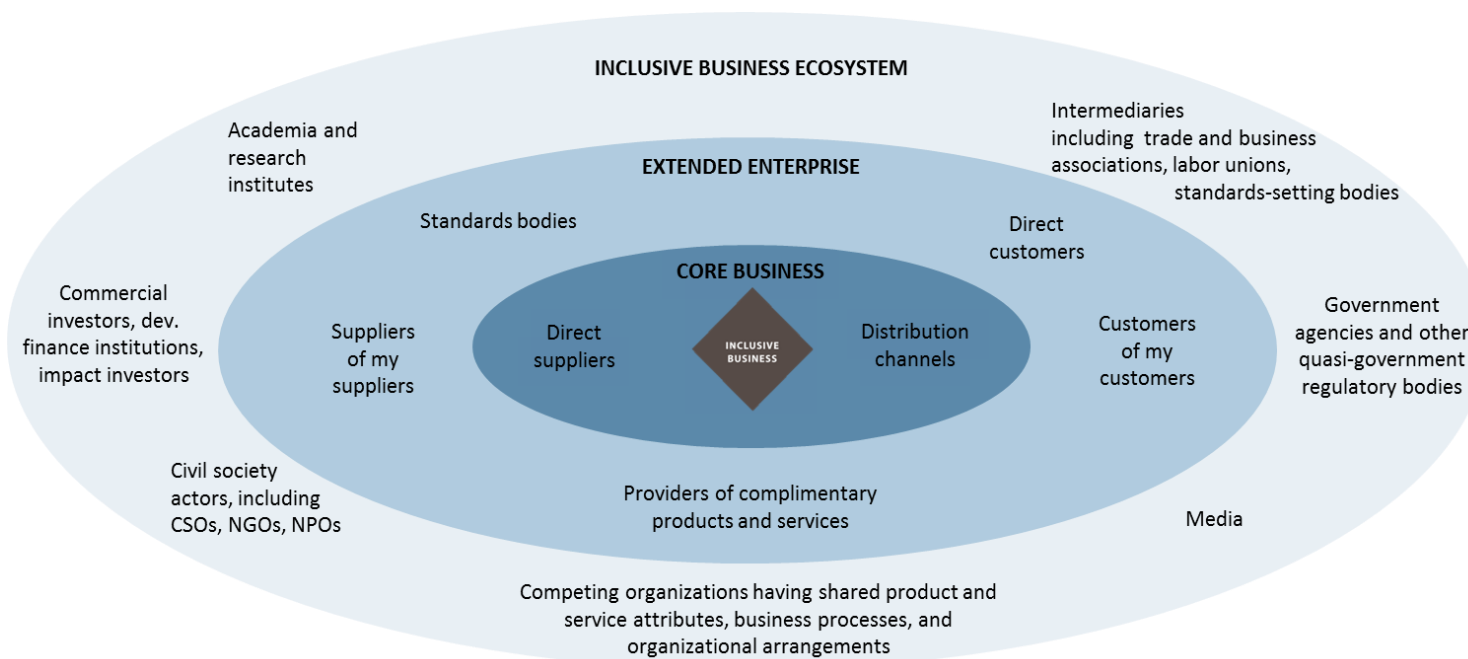 INCLUSIVE BUSINESS ECOSYSTEM
Academia and
research
institutes
Intermediaries
including trade and business
associations, labor unions,
standards-setting bodies
EXTENDED ENTERPRISE
Standards bodies
Direct
customers
CORE BUSINESS
Commercial
investors, dev.
finance institutions,
impact investors
Suppliers
of my
suppliers
Direct
suppliers
INCLUSIVE
BUSINESS
Distribution
channels
Customers
of my
customers
Government
agencies and other
quasi-government
regulatory bodies
Civil society
actors, including
CSOs, NGOs, NPOs
Providers of complimentary
products and services
Media
Competing organizations having shared product and
service attributes, business processes, and
organizational arrangements